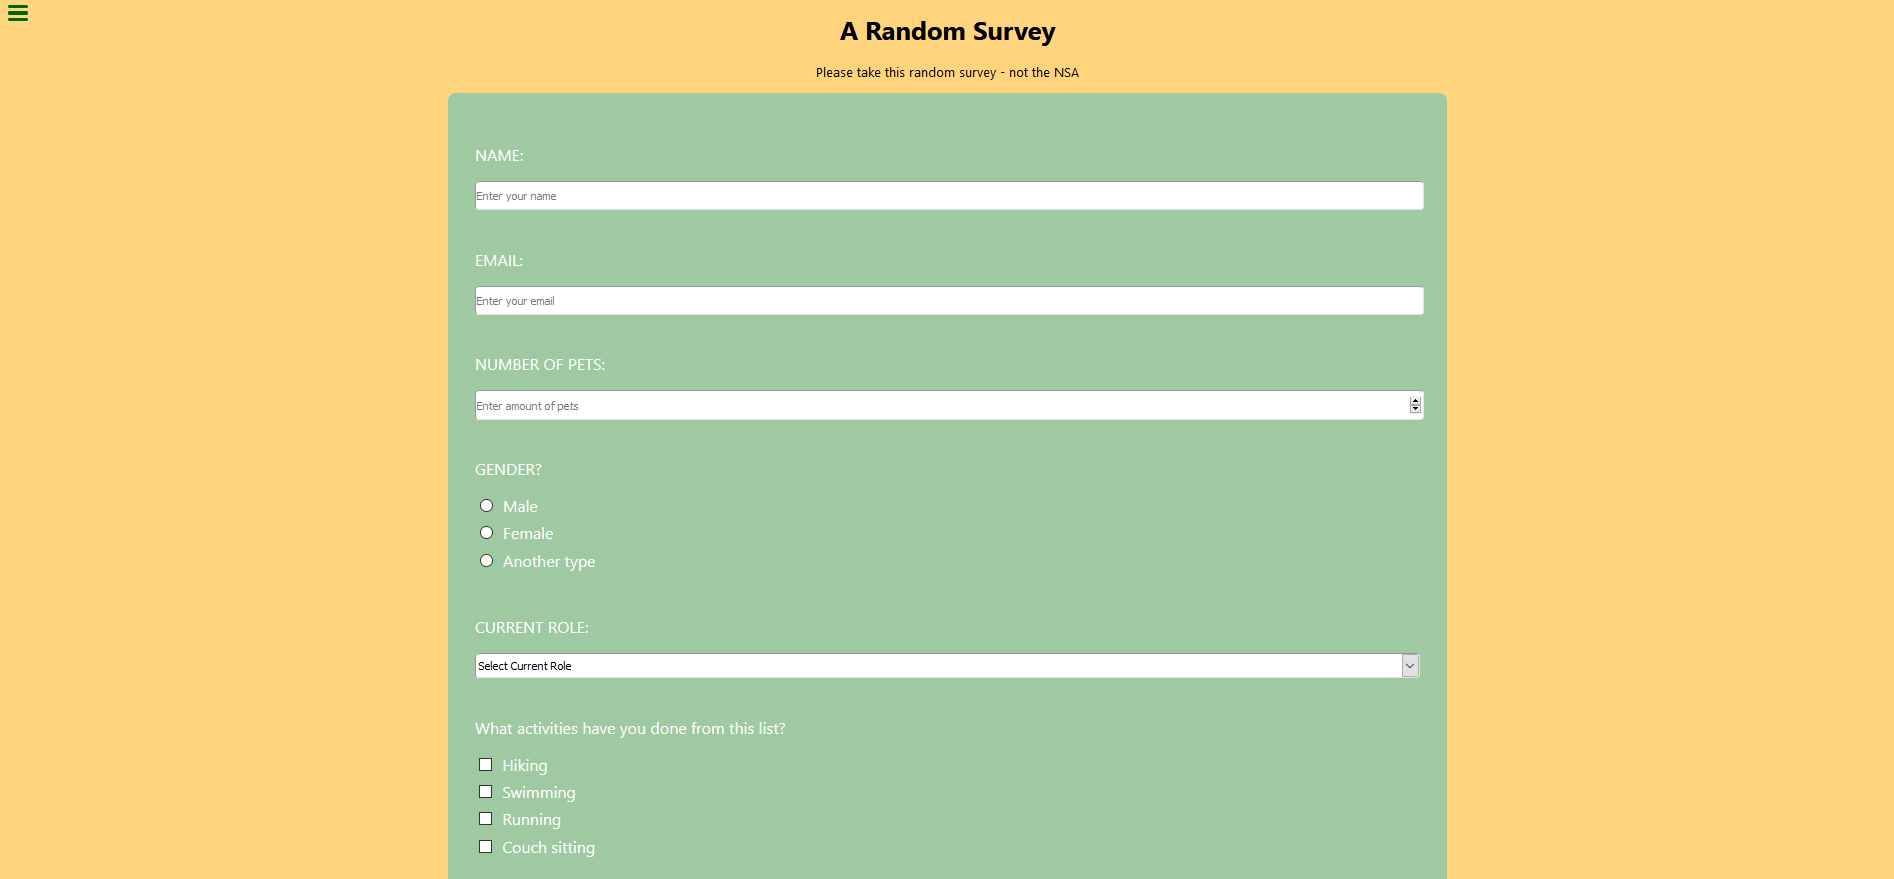 A Random Survey
Please take this random survey - not the NSA
NAME:
Enter your name
EMAIL:
Enter your email
NUMBER OF PETS:
Enter amount of pets
GENDER?
Male
Female
Another type
CURRENT ROLE:
Select Current Role
What activities have you done from this list?
Hiking
Swimming
Running
Couch sitting